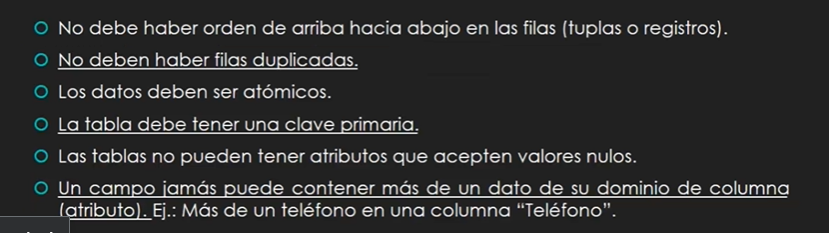 No debe haber orden de arriba hacia abajo en las filas (tuplas o registros).
No deben haber filas duplicadas.
Los datos deben ser atómicos.
La tabla debe tener una clave primaria.
Las tablas no pueden tener atributos que acepten valores nulos.
Un campo jamás puede contener más de un dato de su dominio de columna
(atributo). Ej.: Más de un teléfono en una columna “Teléfono”.